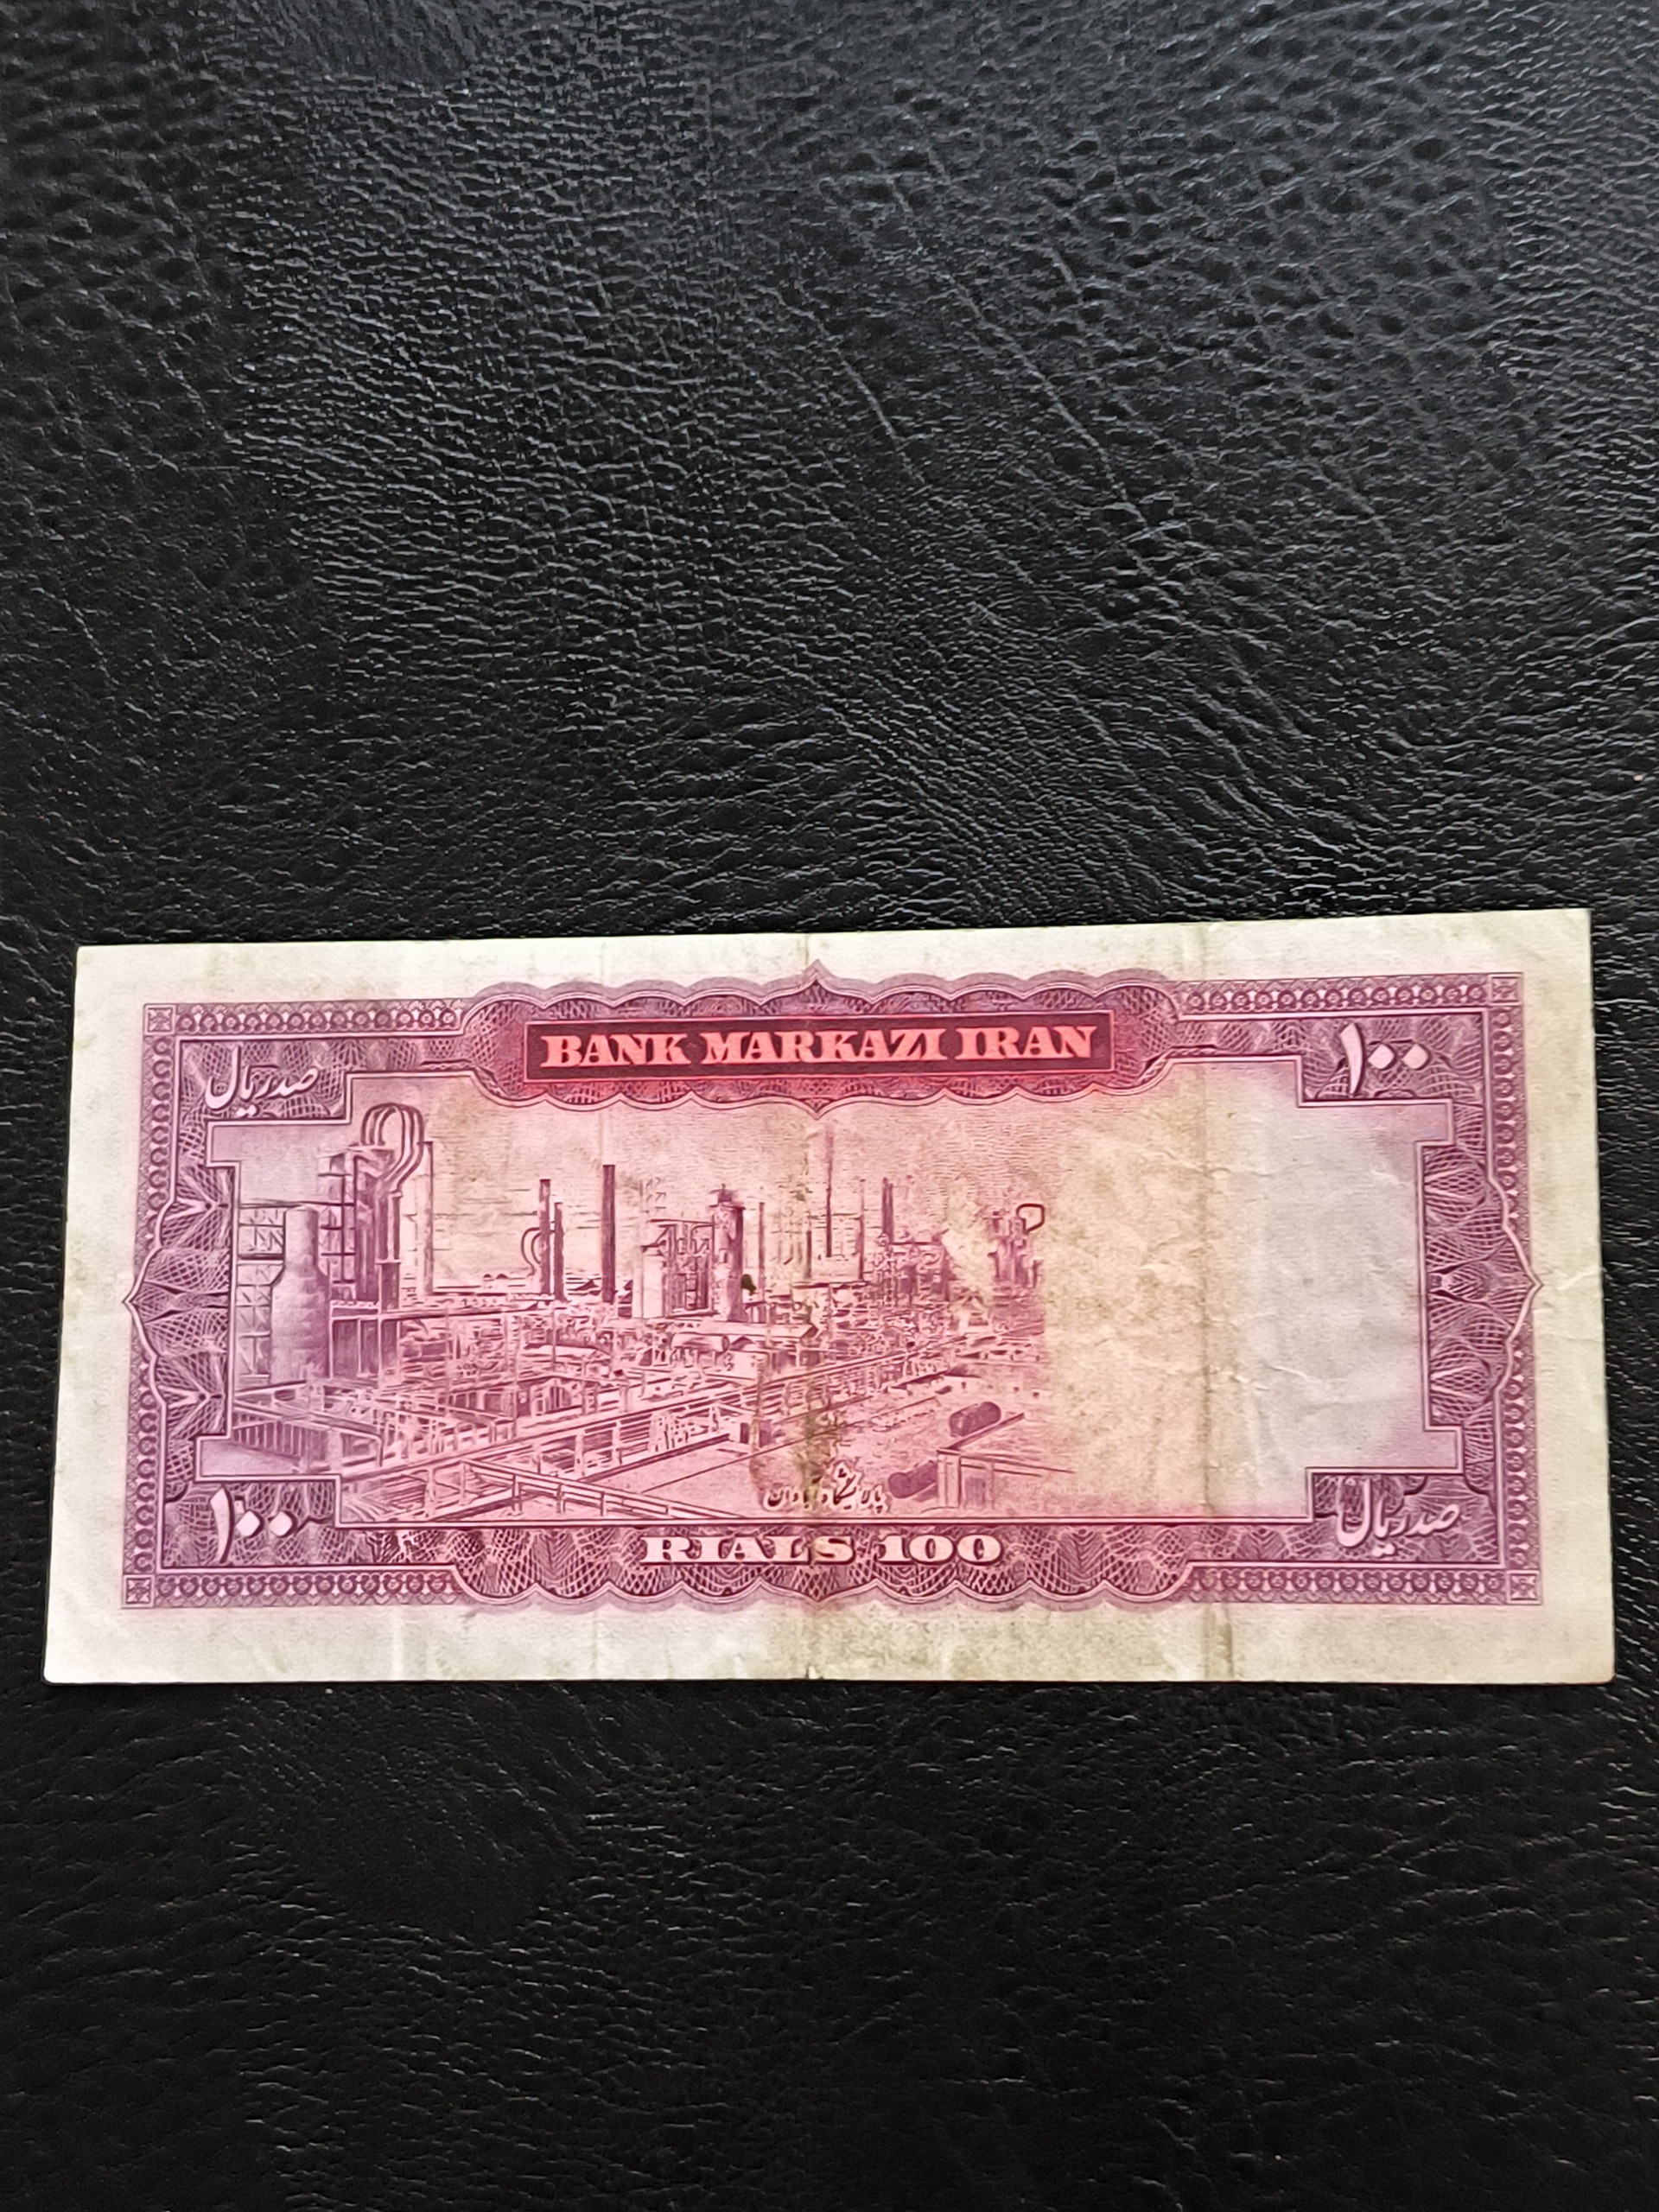 BANK MARKAZI IRAN
صد ریال
۱۰۰
پالایشگاه آبادان
۱۰۰
RIALS 100
صد ریال